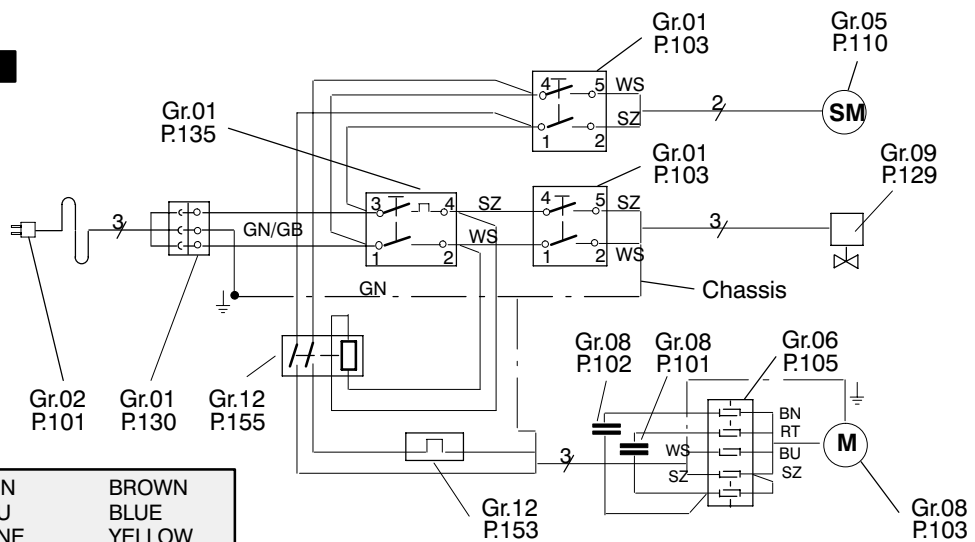 Gr.01
P.103
Gr.05
P.110
4 5 WS
2
SM
SZ
1 2
Gr.01
P.135
Gr.01
P.103
Gr.09
P.129
3 4 SZ
4 5 SZ
3
3
GN/GB
WS
1 2
1 2 WS
GN
Chassis
Gr.02
P.101
Gr.01
P.130
Gr.12
P.155
Gr.08
P.102
Gr.08
P.101
Gr.06
P.105
BN
RT
WS
BU
M
3
SZ
SZ
Gr.12
P.153
Gr.08
P.103
BROWN
BLUE
YELLOW